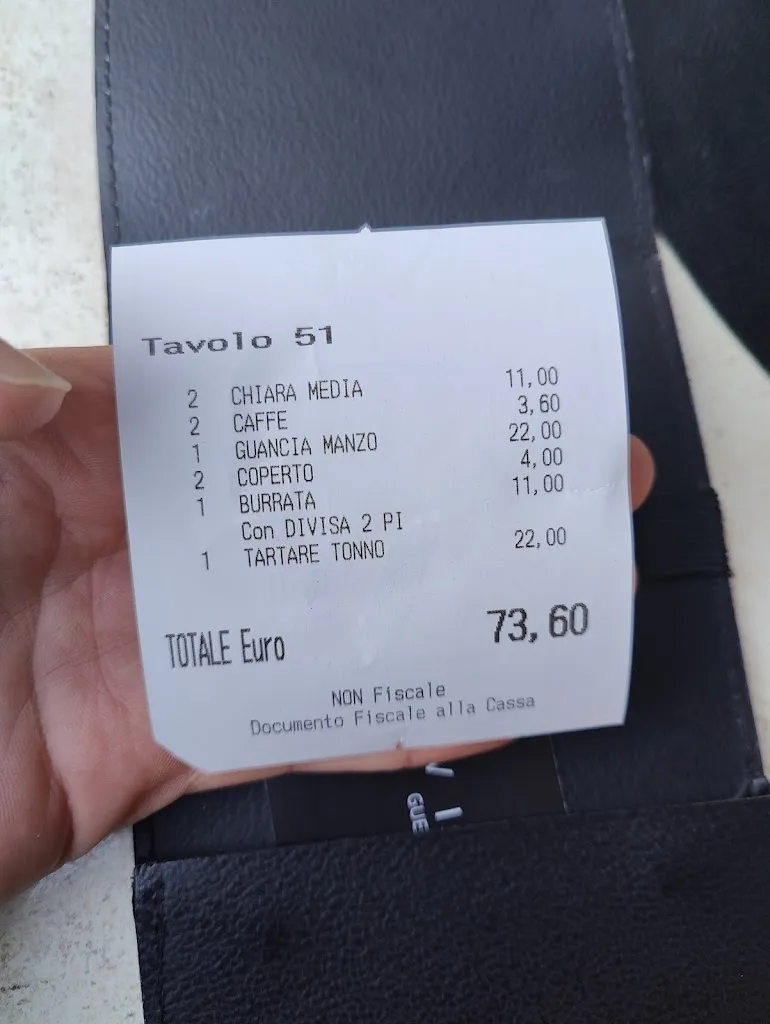 Tavolo 51
2 CHIARA MEDIA 11,00
2 CAFFE 3,60
1 GUANCIA MANZO 22,00
2 COPERTO 4,00
1 BURRATA 11,00
Con DIVISA 2 PI
1 TARTARE TONNO 22,00
TOTALE Euro 73,60
NON Fiscale
Documento Fiscale alla Cassa
GUE